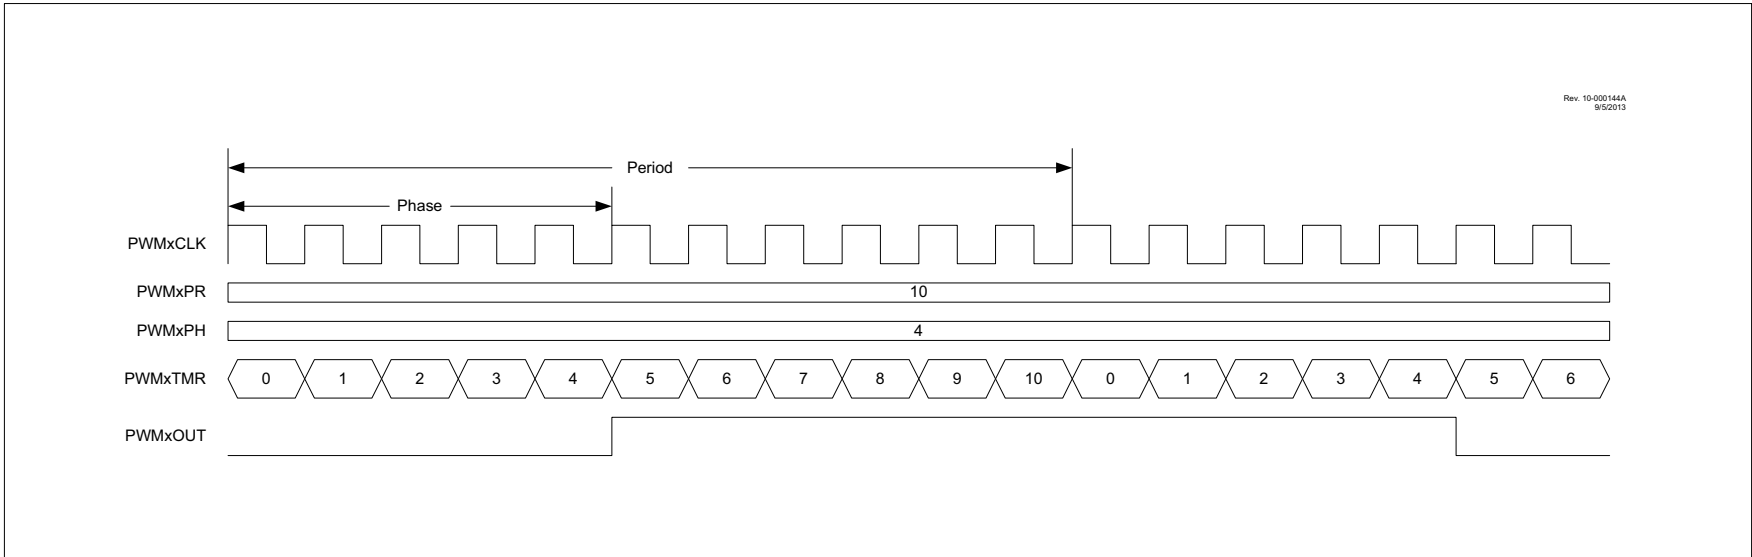 Rev. 10-000144A
9/5/2013
Period
Phase
PWMxCLK
PWMxPR
10
PWMxPH
4
PWMxTMR
0 1 2 3 4 5 6 7 8 9 10 0 1 2 3 4 5 6
PWMxOUT